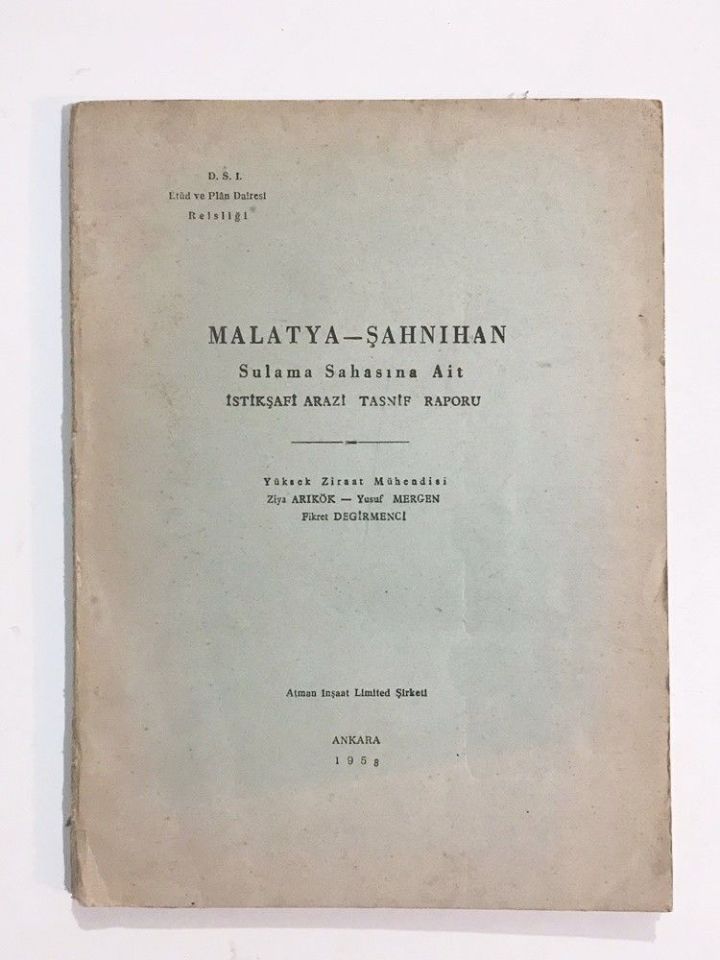 D. S. I.
Etüd ve Plân Dairesi
Reisliği
MALATYA—ŞAHNIHAN
Sulama Sahasına Ait
İSTİKŞAFİ ARAZİ TASNİF RAPORU
Yüksek Ziraat Mühendisi
Ziya ARIKÖK — Yusuf MERGEN
Fikret DEGİRMENCİ
Atman İnşaat Limited Şirketi
ANKARA
1958